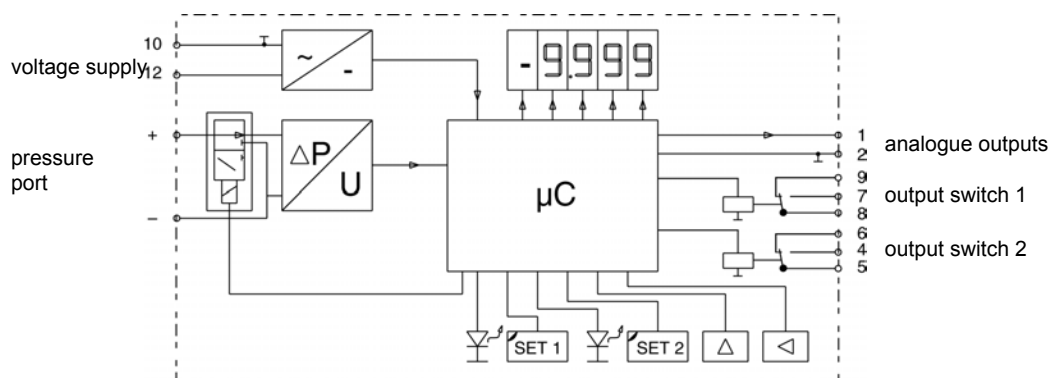 10
voltage supply
12
~
-
-9.999
+
pressure
port
−
△P
U
µC
1
2
analogue outputs
9
7
8
output switch 1
6
4
5
output switch 2
SET 1
SET 2